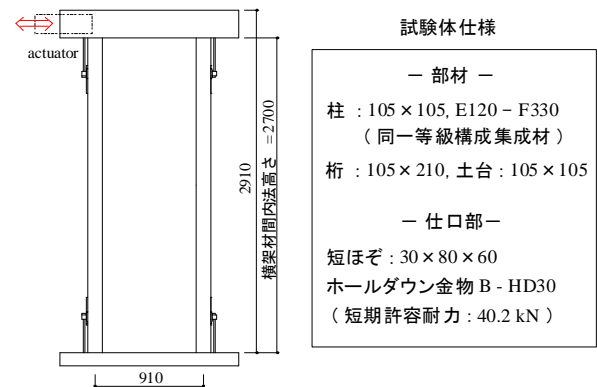 actuator
2910
横架材間内法高さ =2700
910
試験体仕様
― 部材 ―
柱 : 105×105, E120－F330
( 同一等級構成集成材 )
桁 : 105×210, 土台 : 105×105
― 仕口部―
短ほぞ : 30×80×60
ホールダウン金物 B - HD30
( 短期許容耐力 : 40.2 kN )